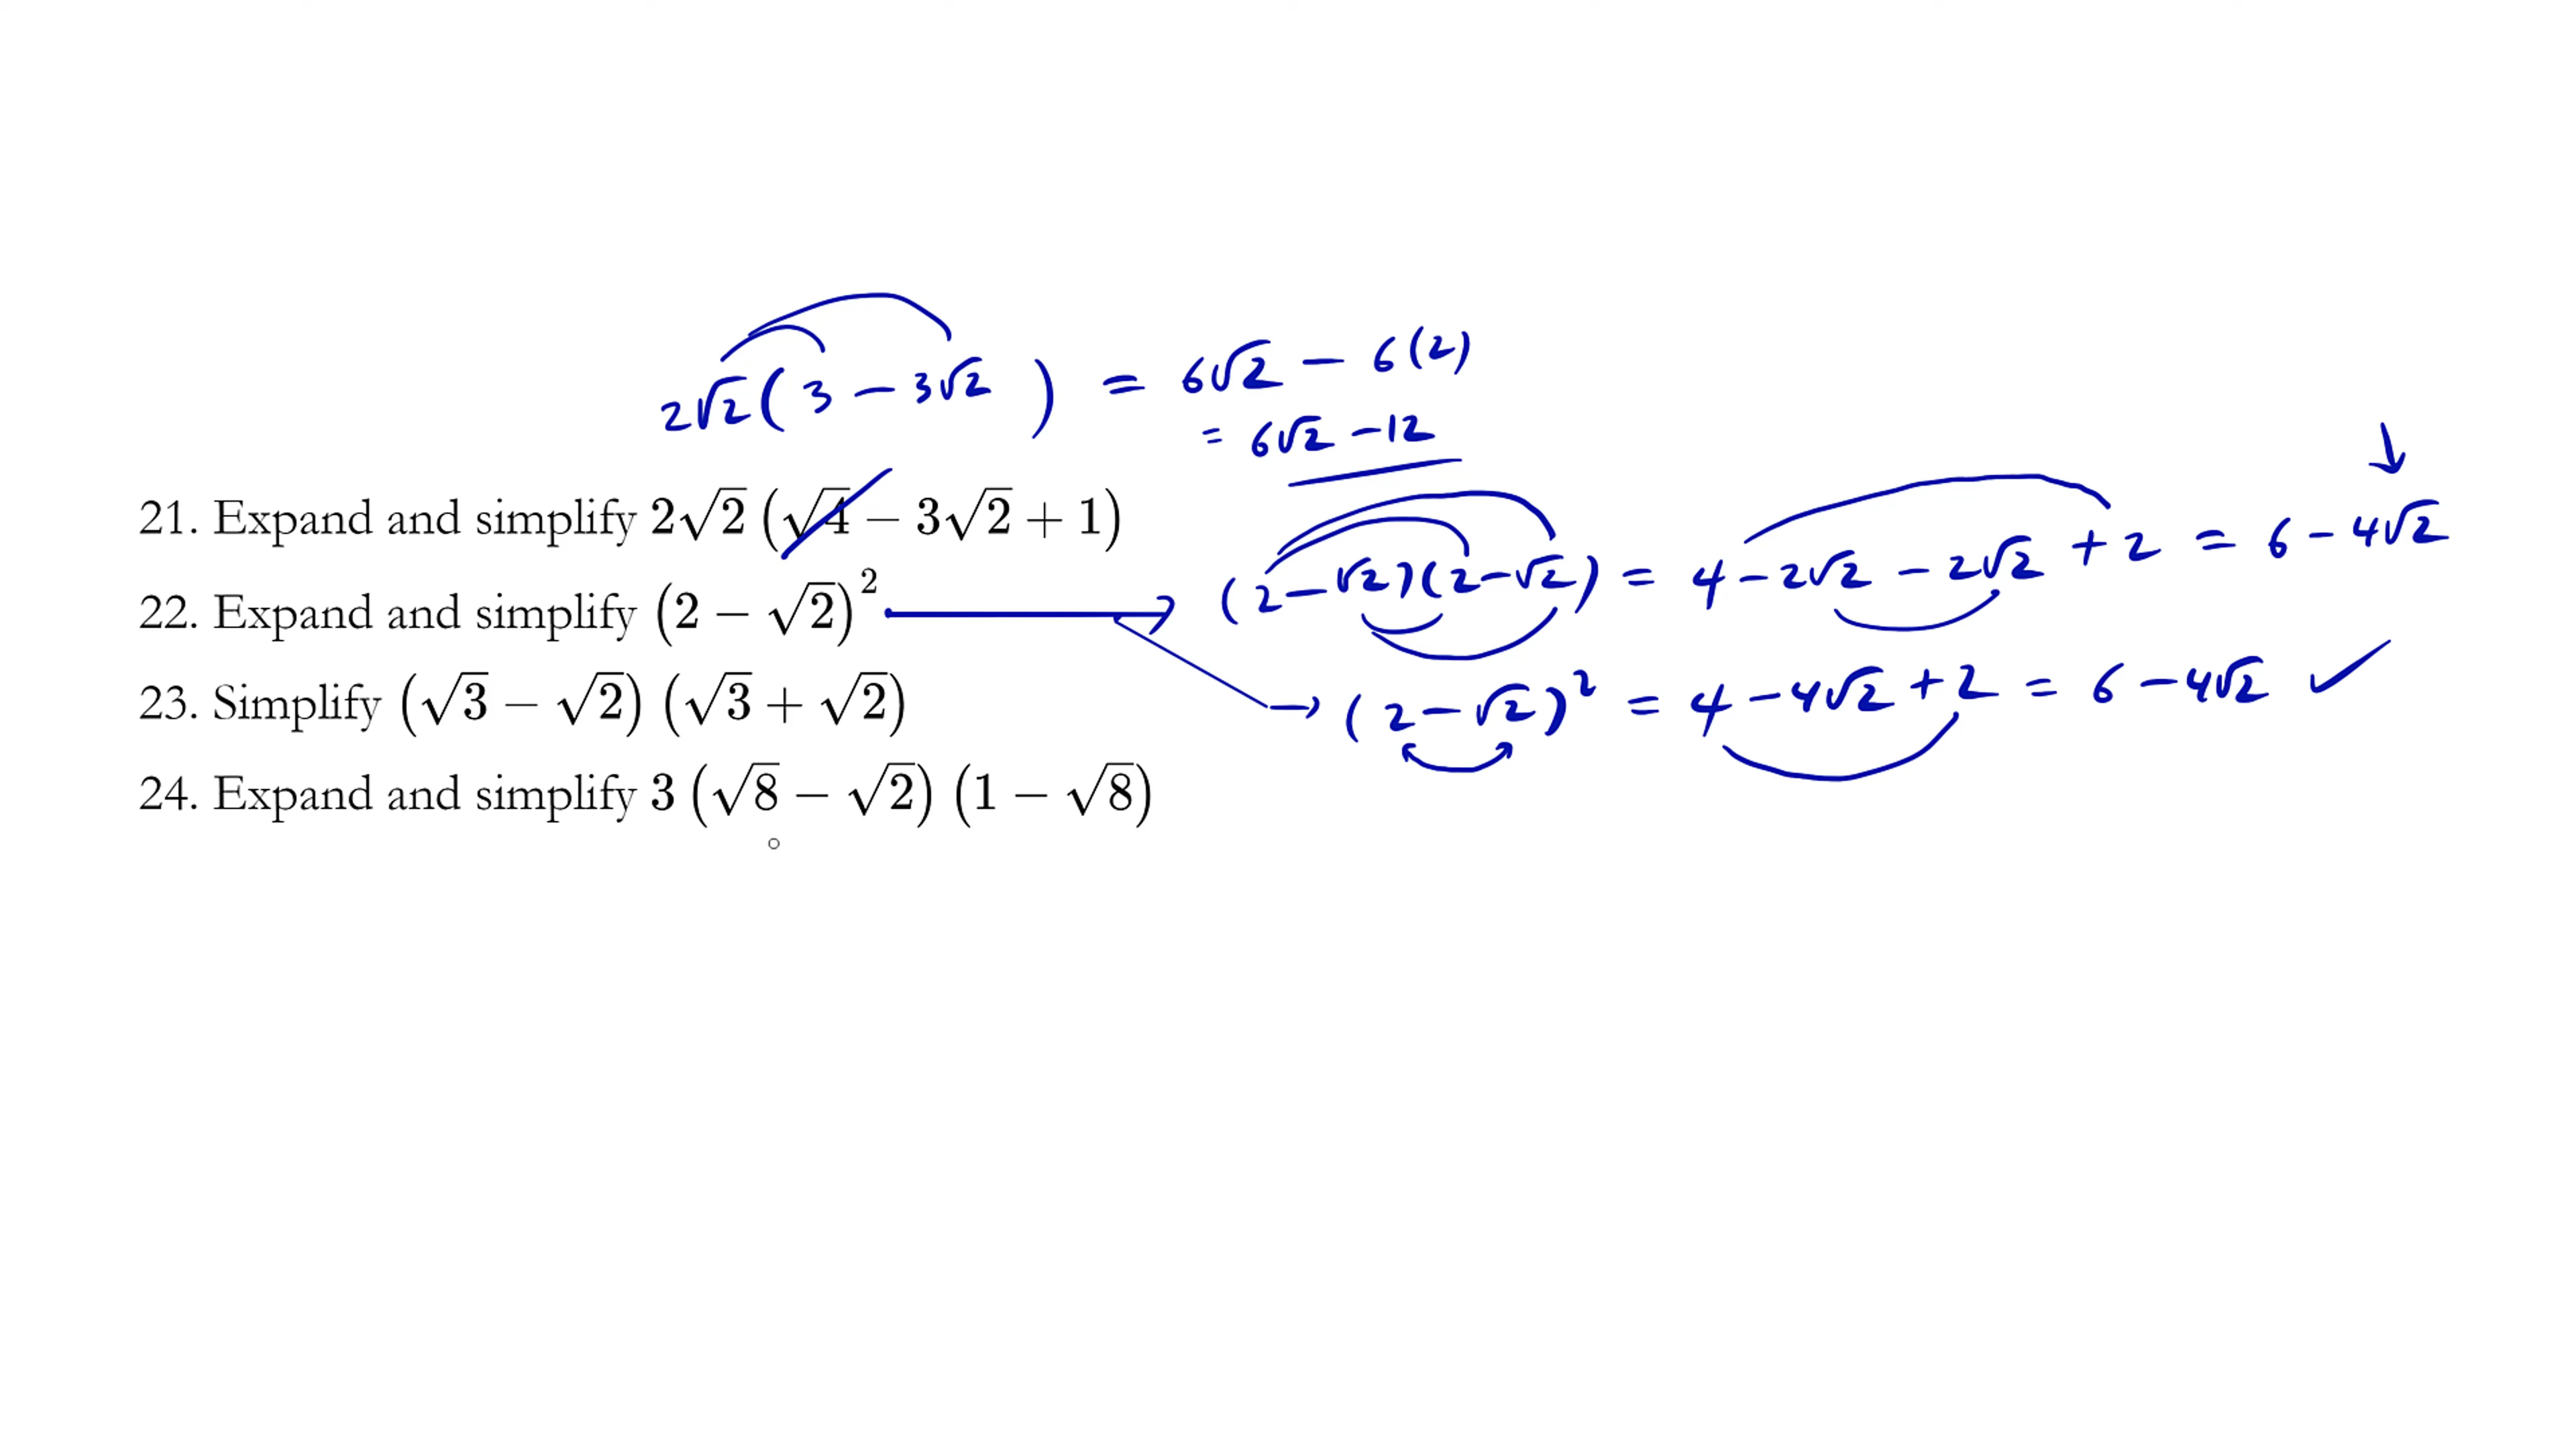 2√2(3 − 3√2) = 6√2 − 6(2)
= 6√2 − 12
21. Expand and simplify 2√2 (√4 − 3√2 + 1)
(2−√2)(2−√2) = 4 − 2√2 − 2√2 + 2 = 6 − 4√2
22. Expand and simplify (2 − √2)²
23. Simplify (√3 − √2) (√3 + √2)
(2 − √2)² = 4 − 4√2 + 2 = 6 − 4√2 ✓
24. Expand and simplify 3 (√8 − √2) (1 − √8)